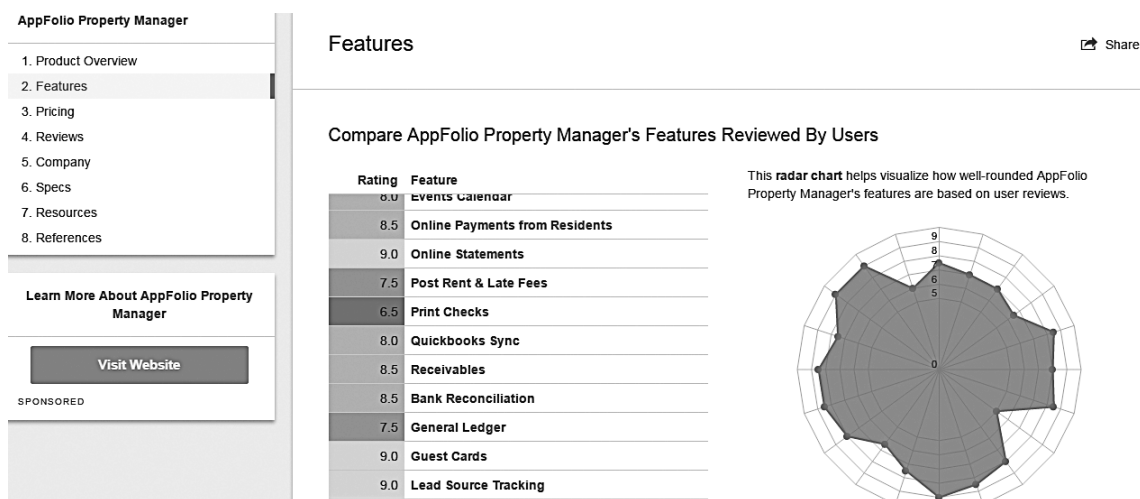 AppFolio Property Manager
1. Product Overview
2. Features
3. Pricing
4. Reviews
5. Company
6. Specs
7. Resources
8. References
Learn More About AppFolio Property
Manager
Visit Website
SPONSORED
Features
Share
Compare AppFolio Property Manager's Features Reviewed By Users
Rating Feature
8.0 Events Calendar
8.5 Online Payments from Residents
9.0 Online Statements
7.5 Post Rent & Late Fees
6.5 Print Checks
8.0 Quickbooks Sync
8.5 Receivables
8.5 Bank Reconciliation
7.5 General Ledger
9.0 Guest Cards
9.0 Lead Source Tracking
This radar chart helps visualize how well-rounded AppFolio
Property Manager's features are based on user reviews.
9
8
7
6
5
0